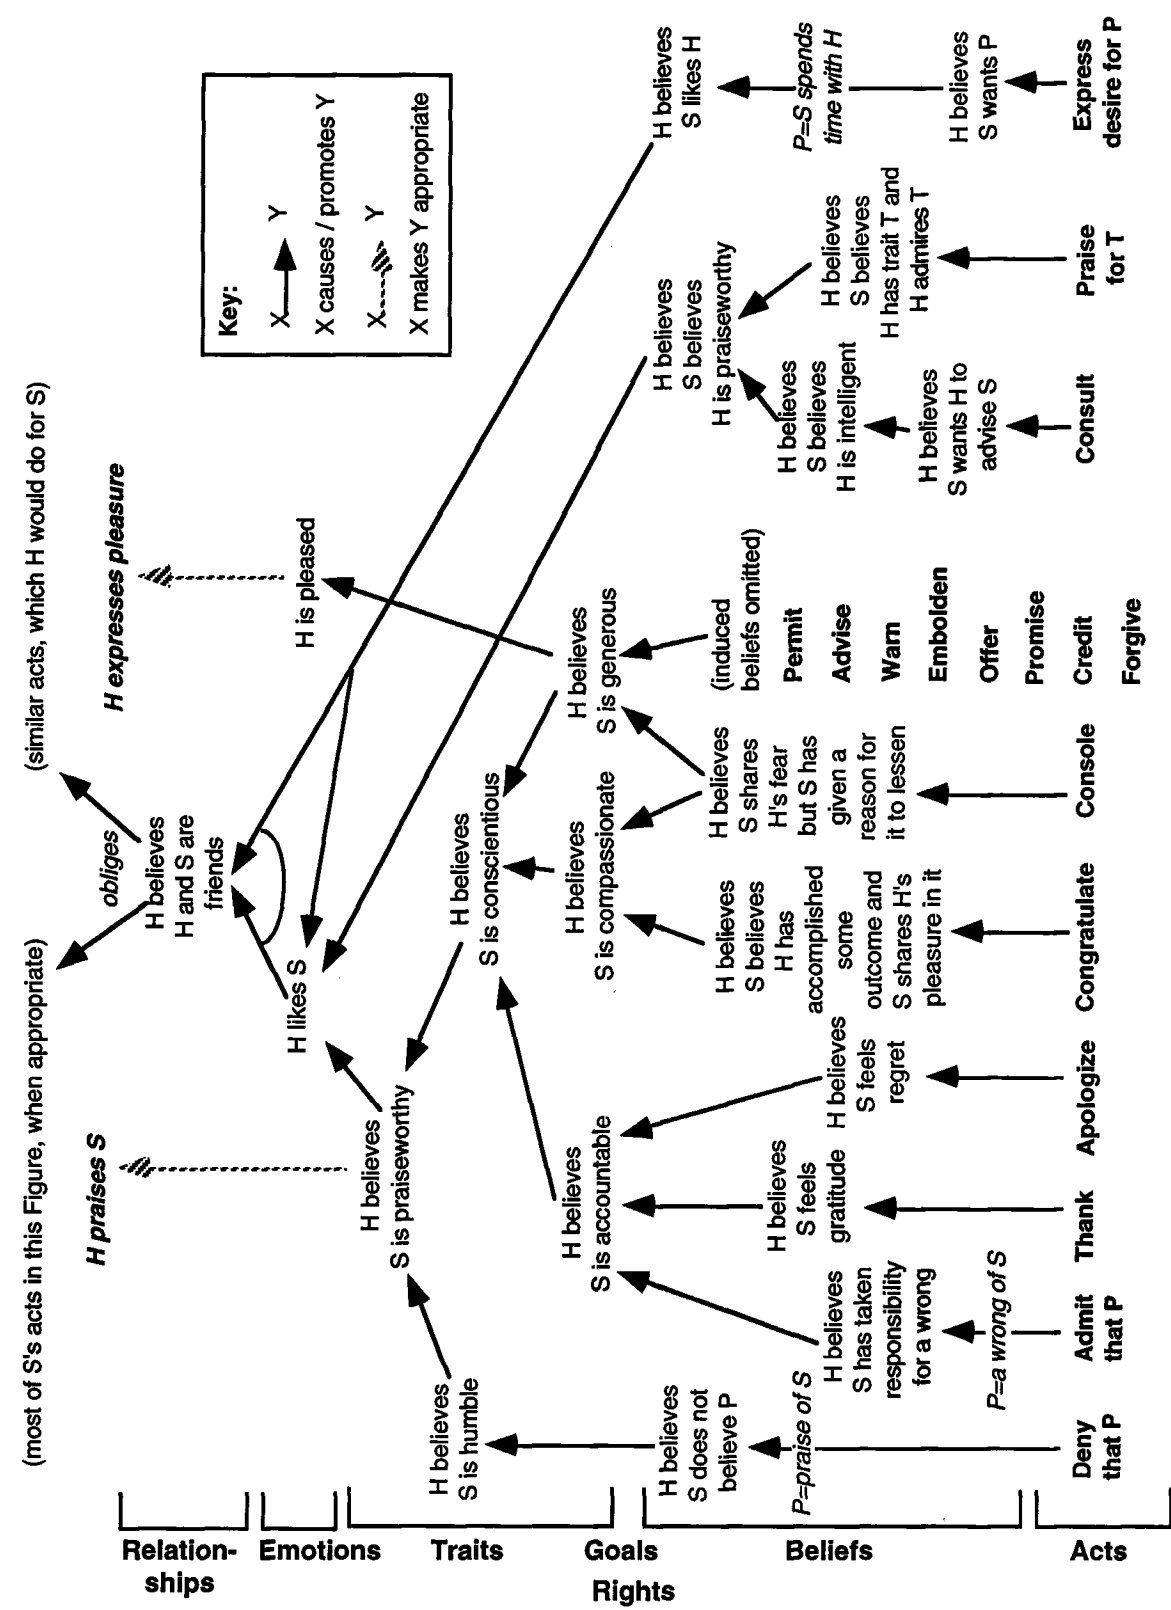 (most of S's acts in this Figure, when appropriate)
(similar acts, which H would do for S)
H praises S
obliges
H expresses pleasure
H believes
H and S are
friends
Key:
X
Y
X causes / promotes Y
X
Y
X makes Y appropriate
H likes S
H is pleased
H believes
S is praiseworthy
H believes
S is humble
H believes
S is conscientious
H believes
S is accountable
H believes
S is compassionate
H believes
S is generous
H believes
S believes
H is praiseworthy
H believes
S likes H
H believes
S does not
believe P
P=praise of S
H believes
S has taken
responsibility
for a wrong
P=a wrong of S
H believes
S feels
gratitude
H believes
S feels
regret
H believes
S believes
H has
accomplished
some
outcome and
S shares H's
pleasure in it
H believes
S shares
H's fear
but S has
given a
reason for
it to lessen
(induced
beliefs omitted)
Permit
Advise
Warn
Embolden
Offer
Promise
Credit
Forgive
H believes
S believes
H is intelligent
H believes
S wants H to
advise S
H believes
S believes
H has trait T and
H admires T
P=S spends
time with H
H believes
S wants P
Deny
that P
Admit
that P
Thank
Apologize
Congratulate
Console
Consult
Praise
for T
Express
desire for P
Relation-
ships
Emotions
Traits
Goals
Rights
Beliefs
Acts